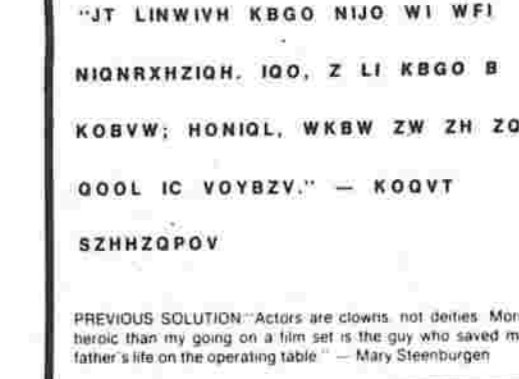 "JT LINWIVH KBGO NIJO WI WFI
NIQNRXHZIQH. IQO, Z LI KBGO B
KOBVW; HONIQL, WKBW ZW ZH ZQ
QOOL IC VOYBZV." — KOQVT
SZHHZQPOV
PREVIOUS SOLUTION: "Actors are clowns, not deities. Mor
heroic than my going on a film set is the guy who saved m
father's life on the operating table." — Mary Steenburgen